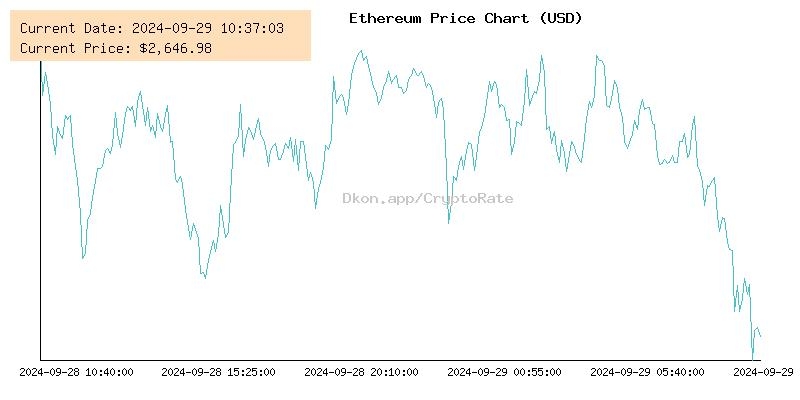 Ethereum Price Chart (USD)
Current Date: 2024-09-29 10:37:03
Current Price: $2,646.98
Dkon.app/CryptoRate
2024-09-28 10:40:00 2024-09-28 15:25:00 2024-09-28 20:10:00 2024-09-29 00:55:00 2024-09-29 05:40:00 2024-09-29